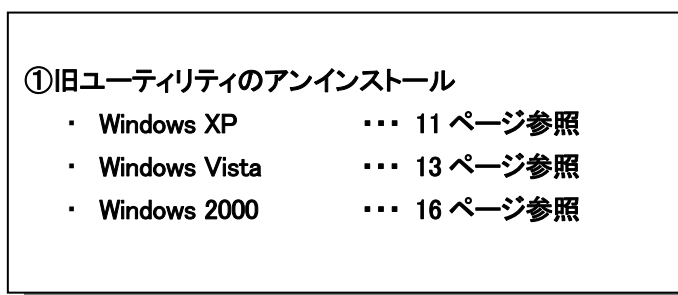 ①旧ユーティリティのアンインストール
・ Windows XP ・・・ 11 ページ参照
・ Windows Vista ・・・ 13 ページ参照
・ Windows 2000 ・・・ 16 ページ参照